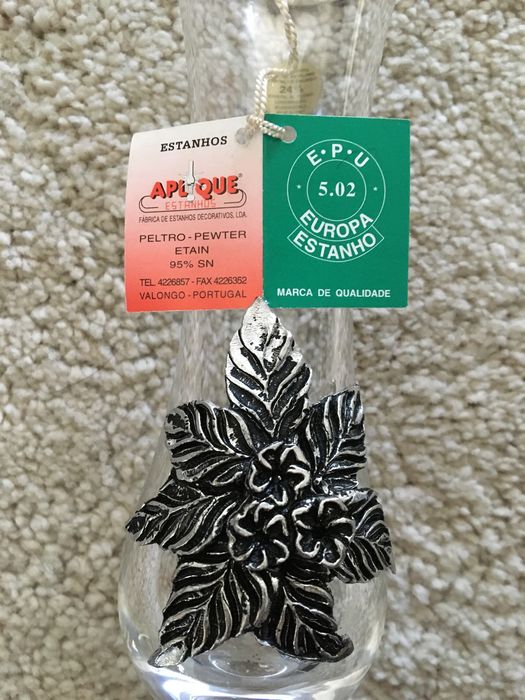 ESTANHOS
APLIQUE
ESTANHOS
FÁBRICA DE ESTANHOS DECORATIVOS, LDA.
PELTRO - PEWTER
ETAIN
95% SN
TEL. 4226857 - FAX 4226352
VALONGO - PORTUGAL
E • P • U
5.02
EUROPA
ESTANHO
MARCA DE QUALIDADE
24